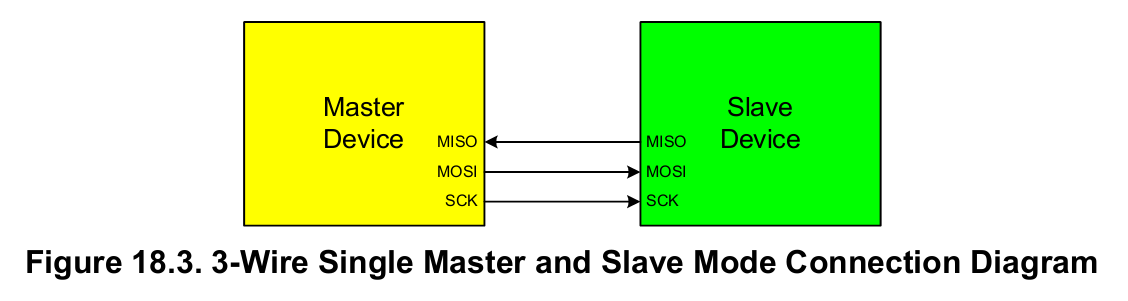 Master
Device
Slave
Device
MISO
MISO
MOSI
MOSI
SCK
SCK
Figure 18.3. 3-Wire Single Master and Slave Mode Connection Diagram